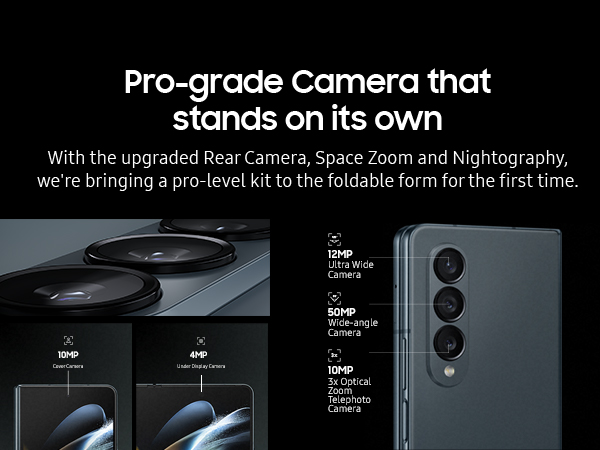 Pro-grade Camera that
stands on its own
With the upgraded Rear Camera, Space Zoom and Nightography,
we're bringing a pro-level kit to the foldable form for the first time.
12MP
Ultra Wide
Camera
50MP
Wide-angle
Camera
3x
10MP
3x Optical
Zoom
Telephoto
Camera
10MP
Cover Camera
4MP
Under Display Camera